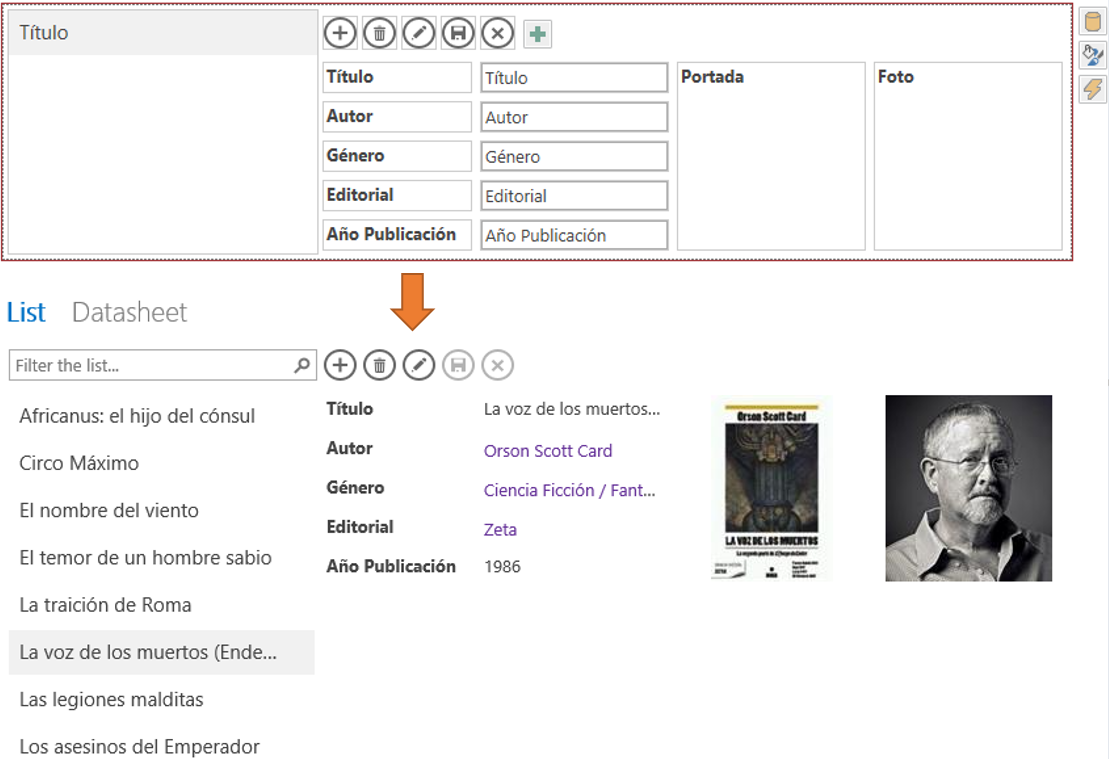 Título
Título Título Portada Foto
Autor Autor
Género Género
Editorial Editorial
Año Publicación Año Publicación
List Datasheet
Filter the list...
Africanus: el hijo del cónsul
Circo Máximo
El nombre del viento
El temor de un hombre sabio
La traición de Roma
La voz de los muertos (Ende...
Las legiones malditas
Los asesinos del Emperador
Título La voz de los muertos...
Autor Orson Scott Card
Género Ciencia Ficción / Fant...
Editorial Zeta
Año Publicación 1986
Orson Scott Card
LA VOZ DE LOS MUERTOS